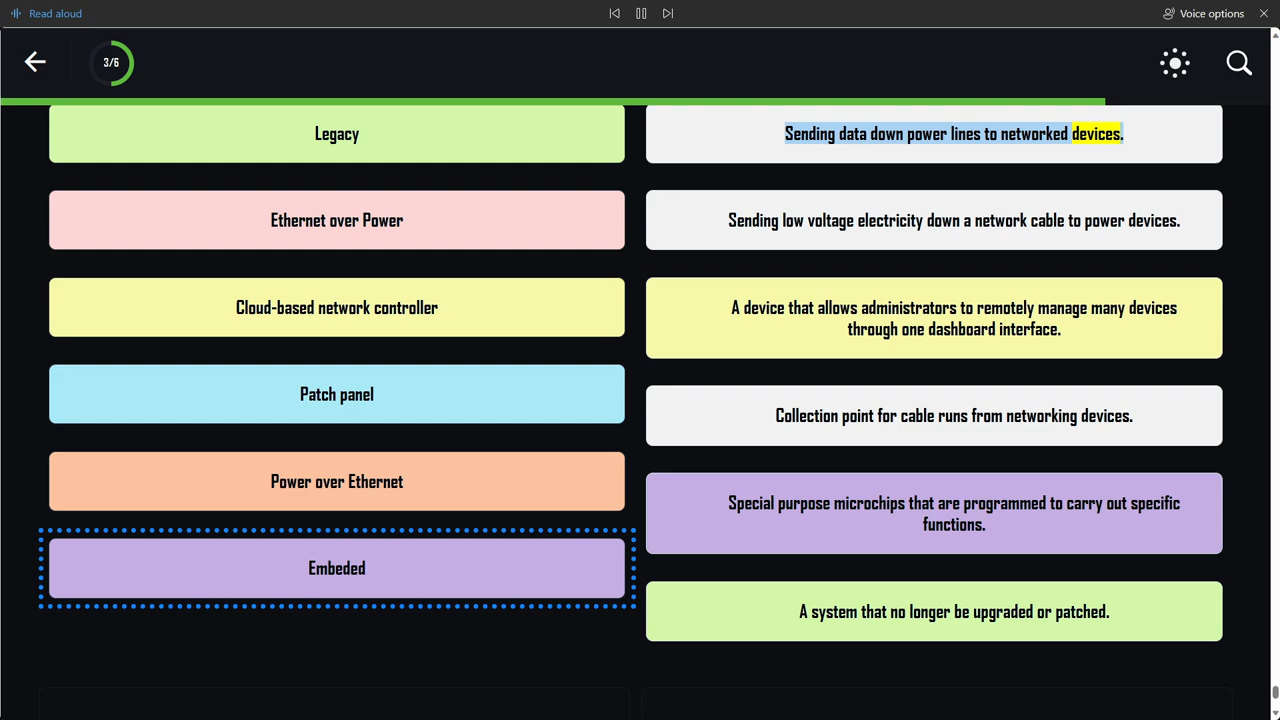 Read aloud
Voice options
3/6
Legacy
Sending data down power lines to networked devices.
Ethernet over Power
Sending low voltage electricity down a network cable to power devices.
Cloud-based network controller
A device that allows administrators to remotely manage many devices
through one dashboard interface.
Patch panel
Collection point for cable runs from networking devices.
Power over Ethernet
Special purpose microchips that are programmed to carry out specific
functions.
Embeded
A system that no longer be upgraded or patched.